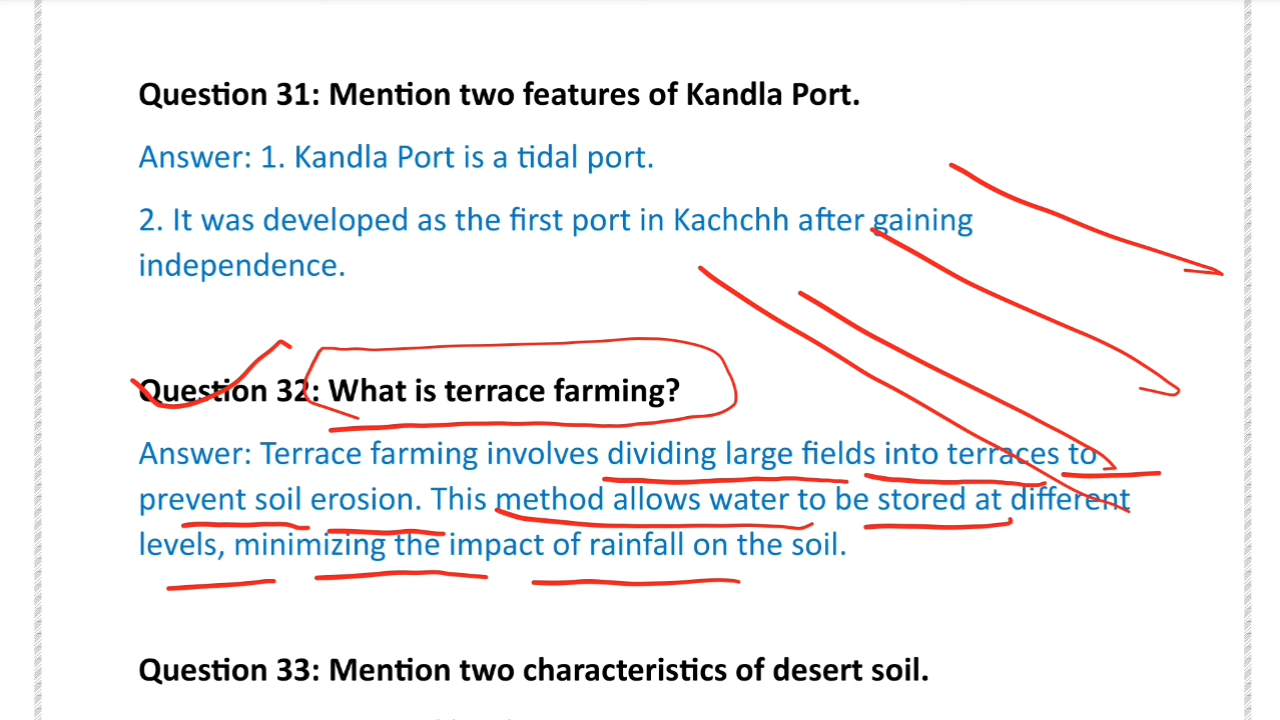 Question 31: Mention two features of Kandla Port.
Answer: 1. Kandla Port is a tidal port.
2. It was developed as the first port in Kachchh after gaining
independence.
Question 32: What is terrace farming?
Answer: Terrace farming involves dividing large fields into terraces to
prevent soil erosion. This method allows water to be stored at different
levels, minimizing the impact of rainfall on the soil.
Question 33: Mention two characteristics of desert soil.